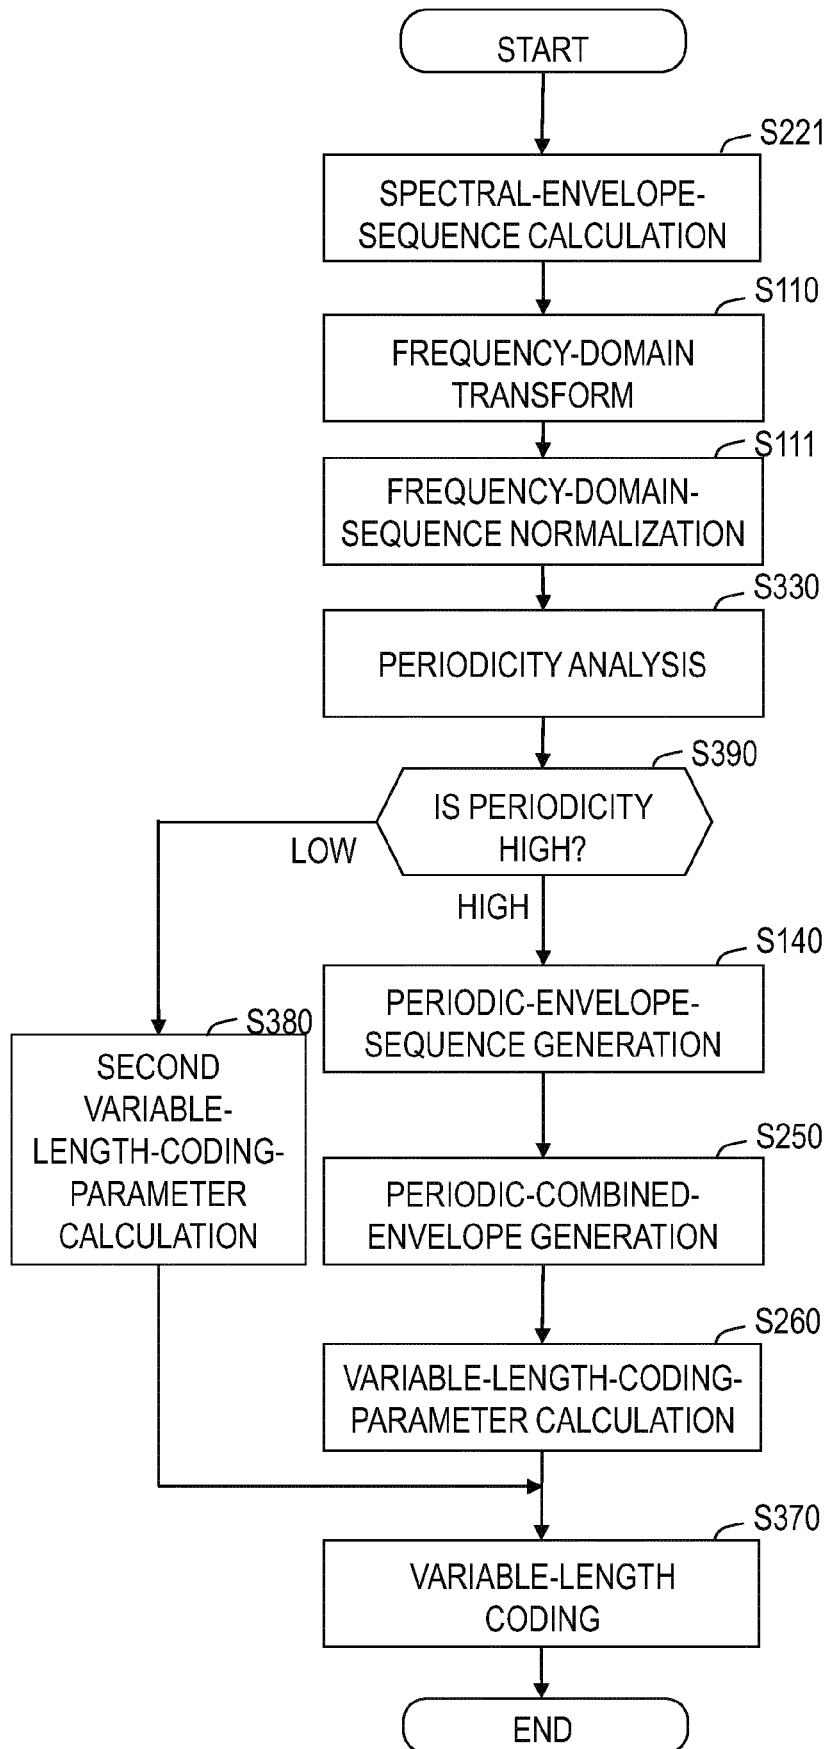 START
S221
SPECTRAL-ENVELOPE-
SEQUENCE CALCULATION
S110
FREQUENCY-DOMAIN
TRANSFORM
S111
FREQUENCY-DOMAIN-
SEQUENCE NORMALIZATION
S330
PERIODICITY ANALYSIS
S390
IS PERIODICITY
HIGH?
LOW
HIGH
S140
PERIODIC-ENVELOPE-
SEQUENCE GENERATION
S380
SECOND
VARIABLE-
LENGTH-CODING-
PARAMETER
CALCULATION
S250
PERIODIC-COMBINED-
ENVELOPE GENERATION
S260
VARIABLE-LENGTH-CODING-
PARAMETER CALCULATION
S370
VARIABLE-LENGTH
CODING
END